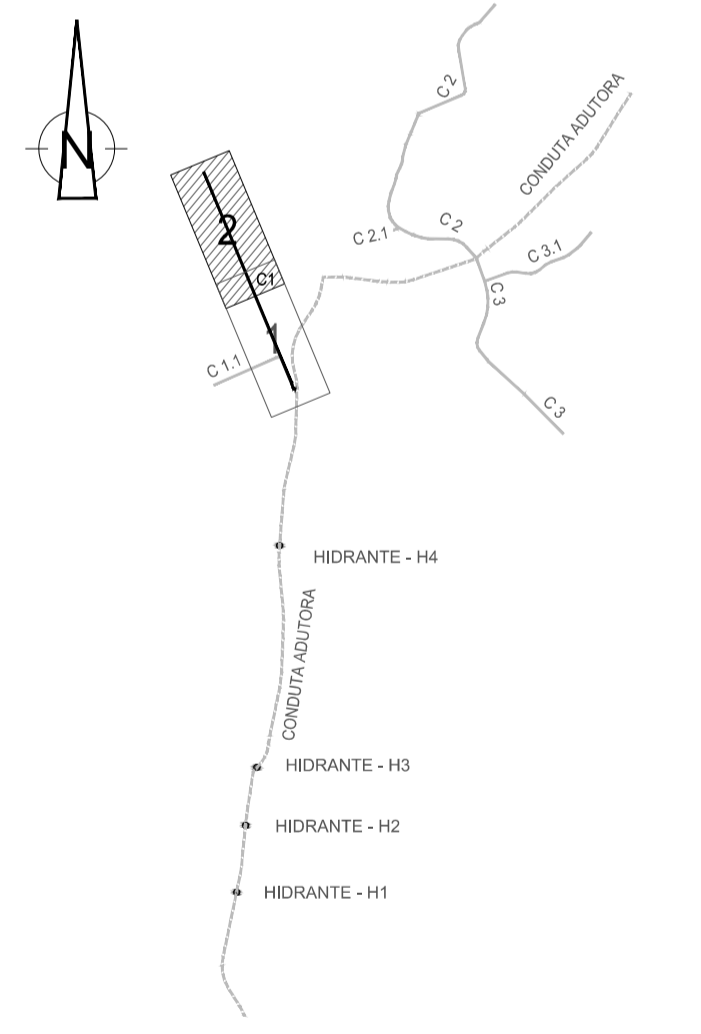 N
C 2
CONDUTA ADUTORA
2
C 2.1
C 2
C 3.1
C1
C 3
1
C 1.1
C 3
HIDRANTE - H4
CONDUTA ADUTORA
HIDRANTE - H3
HIDRANTE - H2
HIDRANTE - H1